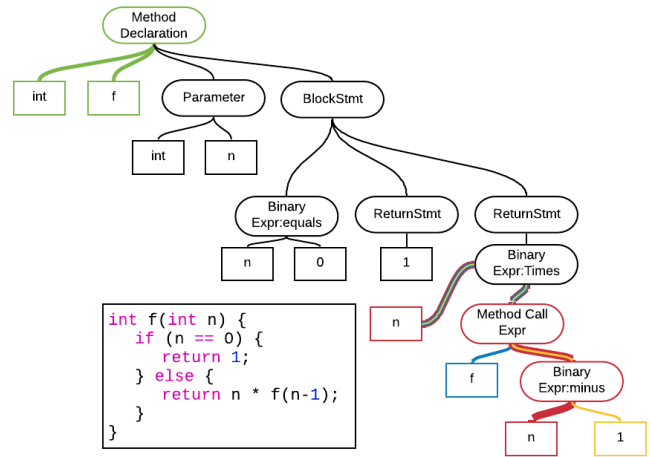 Method
Declaration
int
f
Parameter
BlockStmt
int
n
Binary
Expr:equals
ReturnStmt
ReturnStmt
n
0
1
Binary
Expr:Times
n
Method Call
Expr
f
Binary
Expr:minus
n
1
int f(int n) {
if (n == 0) {
return 1;
} else {
return n * f(n-1);
}
}